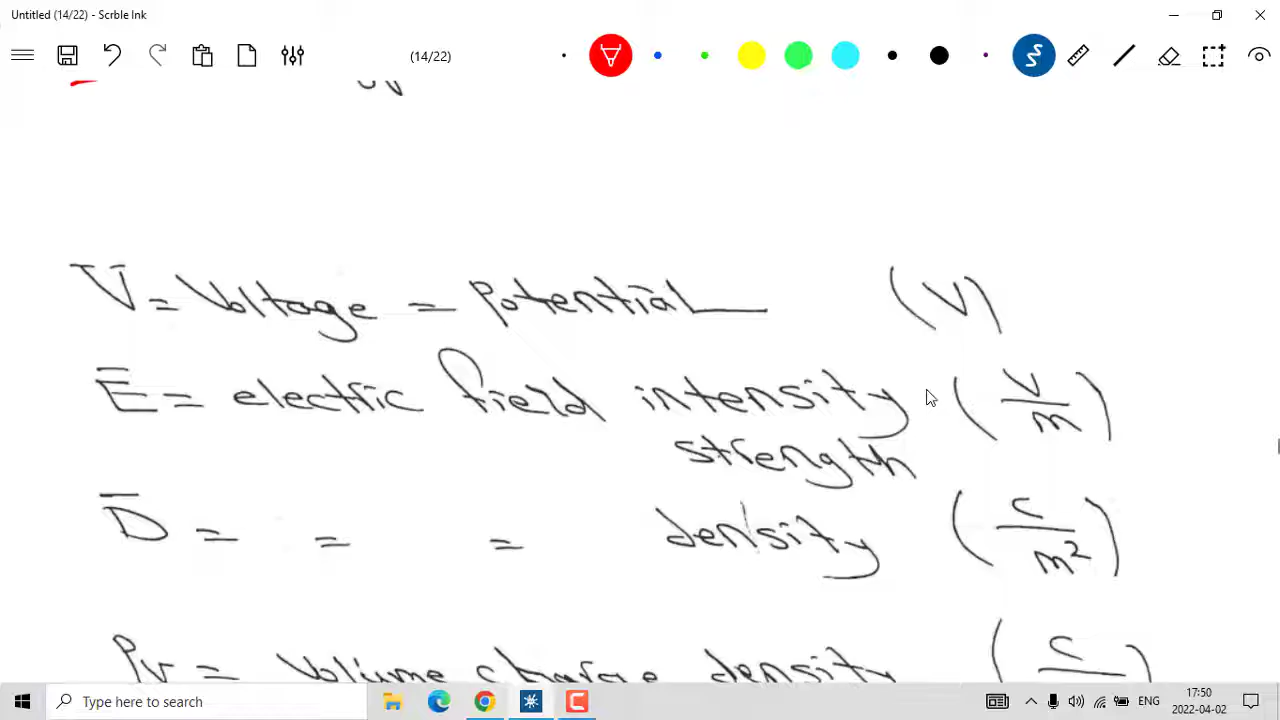 Untitled (14/22) - Scrble Ink
(14/22)
V = Voltage = Potential (V)
E̅ = electric field intensity (V/m)
strength
D̅ = = = density (C/m²)
ρv = Volume charge density (C
Type here to search
ENG
17:50
2022-04-02